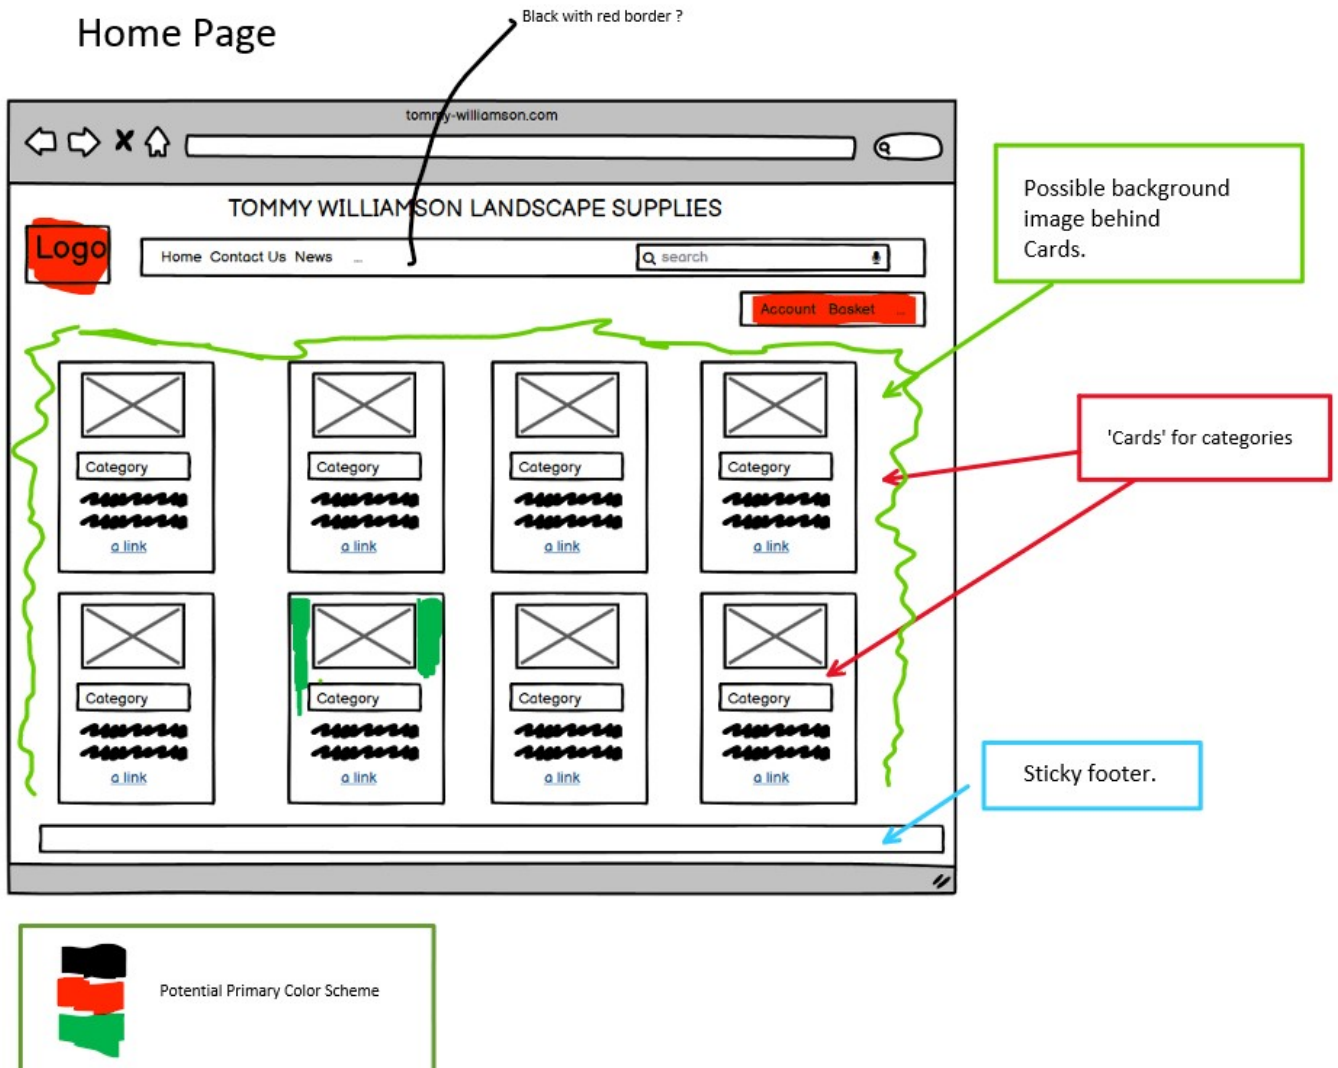 Black with red border ?
Home Page
tommy-williamson.com
TOMMY WILLIAMSON LANDSCAPE SUPPLIES
Logo
Home Contact Us News ...
search
Account Basket ...
Possible background
image behind
Cards.
'Cards' for categories
Category
Category
Category
Category
a link
a link
a link
a link
Category
Category
Category
Category
a link
a link
a link
a link
Sticky footer.
Potential Primary Color Scheme